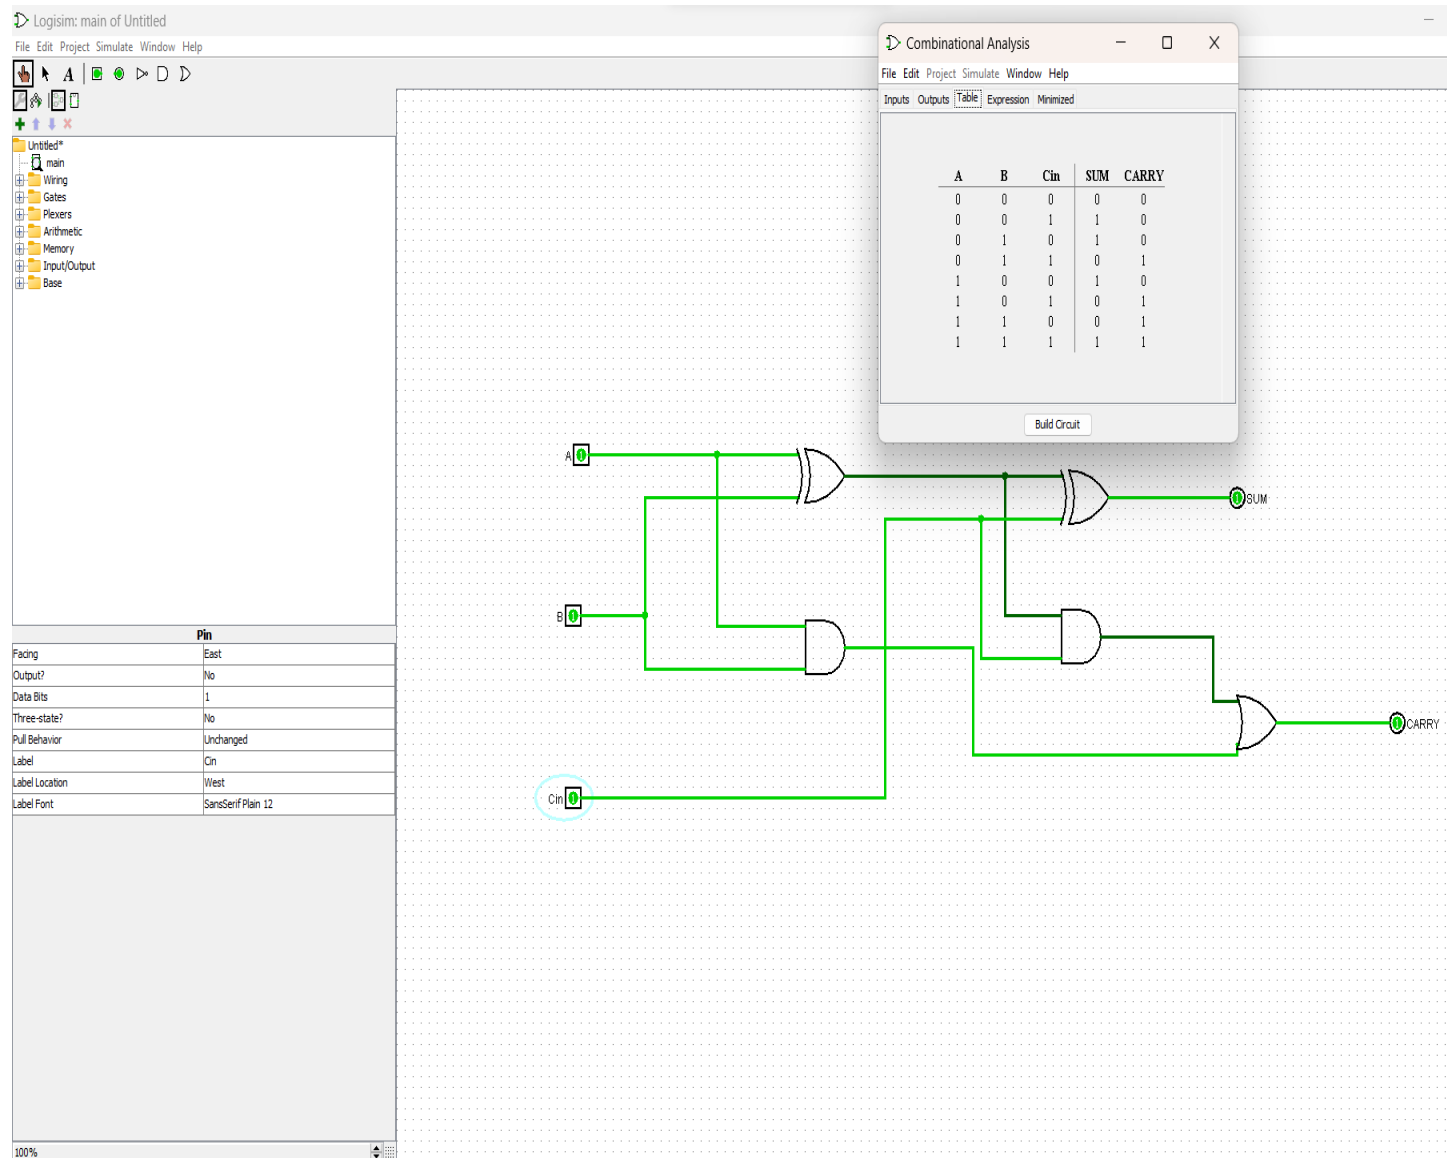 Logisim: main of Untitled
File Edit Project Simulate Window Help
A
Untitled*
main
Wiring
Gates
Plexers
Arithmetic
Memory
Input/Output
Base
Pin
Facing East
Output? No
Data Bits 1
Three-state? No
Pull Behavior Unchanged
Label Cin
Label Location West
Label Font SansSerif Plain 12
100%
Combinational Analysis
File Edit Project Simulate Window Help
Inputs Outputs Table Expression Minimized
A B Cin SUM CARRY
0 0 0 0 0
0 0 1 1 0
0 1 0 1 0
0 1 1 0 1
1 0 0 1 0
1 0 1 0 1
1 1 0 0 1
1 1 1 1 1
Build Circuit
A 1
1 SUM
B 1
1 CARRY
Cin 1